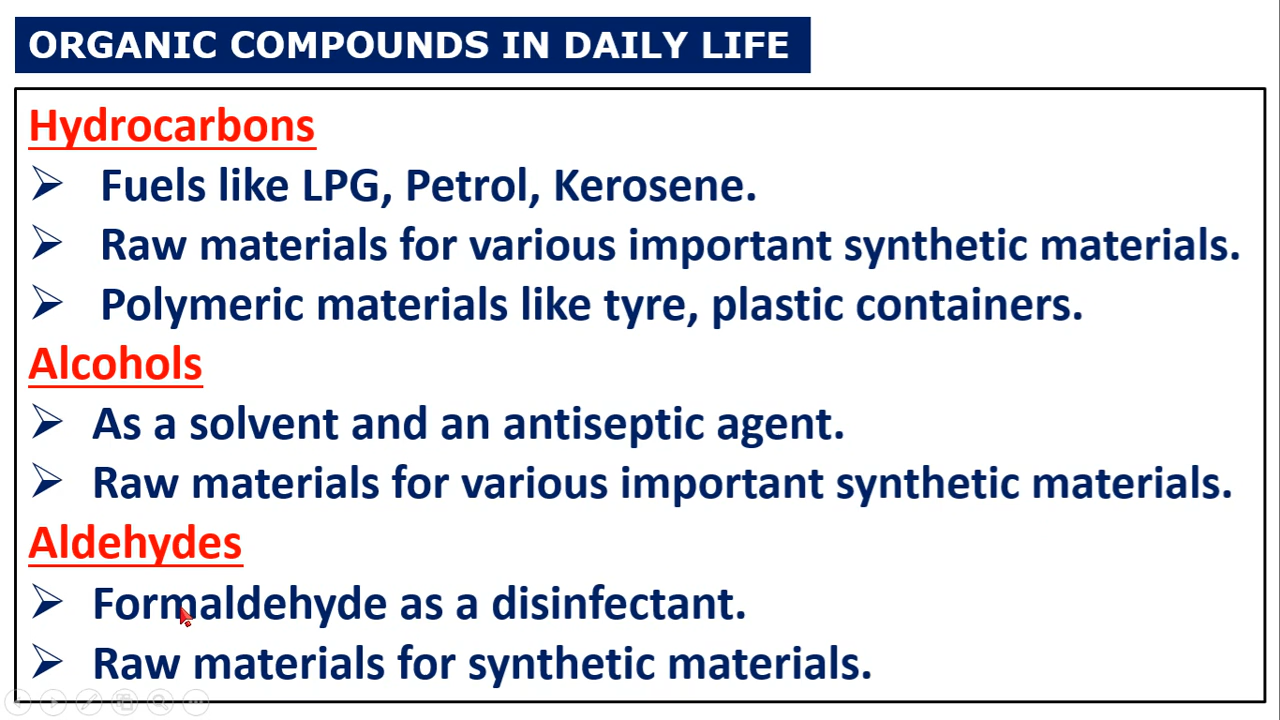 ORGANIC COMPOUNDS IN DAILY LIFE
Hydrocarbons
➢ Fuels like LPG, Petrol, Kerosene.
➢ Raw materials for various important synthetic materials.
➢ Polymeric materials like tyre, plastic containers.
Alcohols
➢ As a solvent and an antiseptic agent.
➢ Raw materials for various important synthetic materials.
Aldehydes
➢ Formaldehyde as a disinfectant.
➢ Raw materials for synthetic materials.